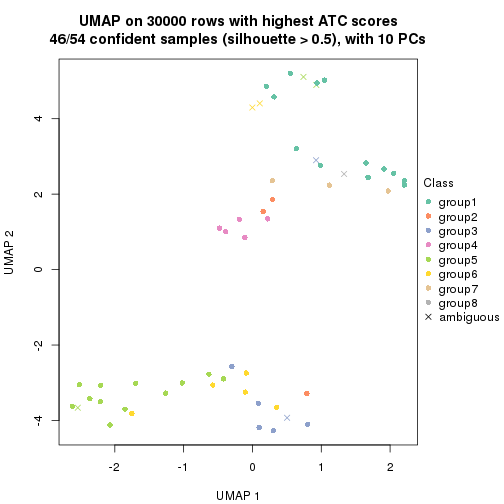 UMAP on 30000 rows with highest ATC scores
46/54 confident samples (silhouette > 0.5), with 10 PCs
UMAP 2
4
2
0
-2
-4
-2
-1
0
1
2
UMAP 1
Class
group1
group2
group3
group4
group5
group6
group7
group8
ambiguous